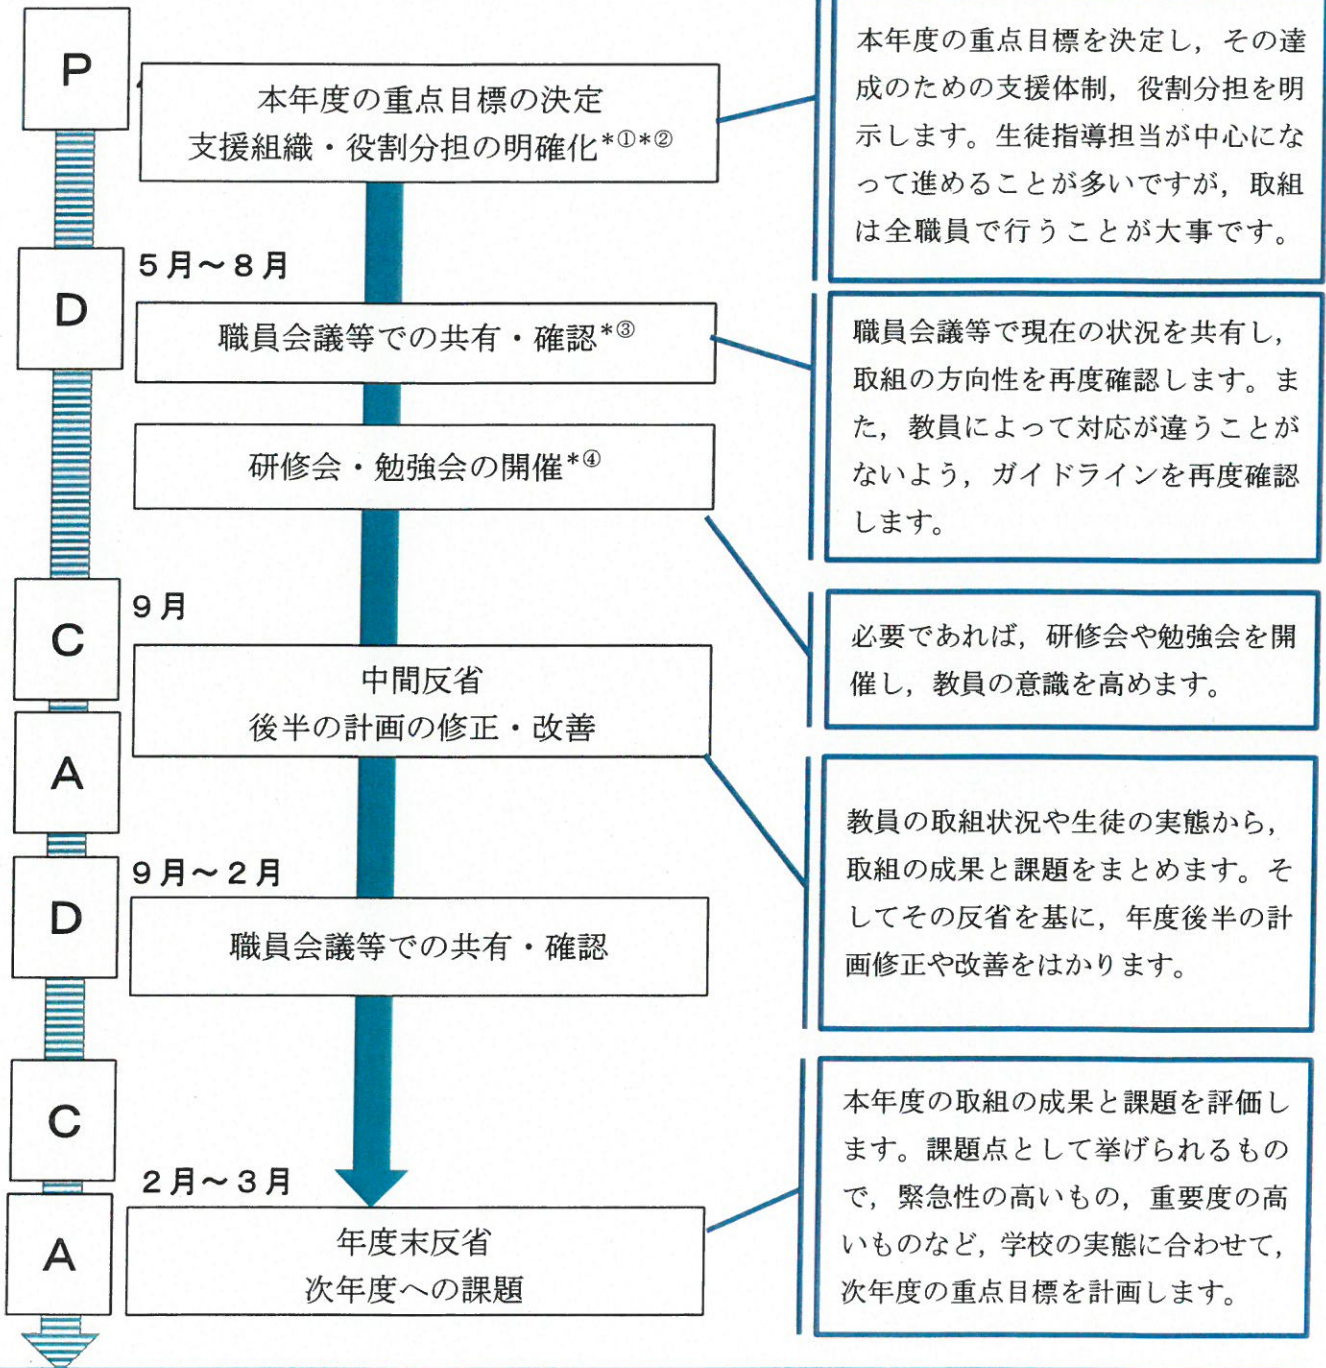 P
本年度の重点目標の決定
支援組織・役割分担の明確化*①*②
本年度の重点目標を決定し，その達
成のための支援体制，役割分担を明
示します。生徒指導担当が中心にな
って進めることが多いですが，取組
は全職員で行うことが大事です。
D
5月～8月
職員会議等での共有・確認*③
職員会議等で現在の状況を共有し，
取組の方向性を再度確認します。ま
た，教員によって対応が違うことが
ないよう，ガイドラインを再度確認
します。
研修会・勉強会の開催*④
必要であれば，研修会や勉強会を開
催し，教員の意識を高めます。
C
9月
中間反省
後半の計画の修正・改善
教員の取組状況や生徒の実態から，
取組の成果と課題をまとめます。そ
してその反省を基に，年度後半の計
画修正や改善をはかります。
A
D
9月～2月
職員会議等での共有・確認
C
A
2月～3月
年度末反省
次年度への課題
本年度の取組の成果と課題を評価し
ます。課題点として挙げられるもの
で，緊急性の高いもの，重要度の高
いものなど，学校の実態に合わせて，
次年度の重点目標を計画します。